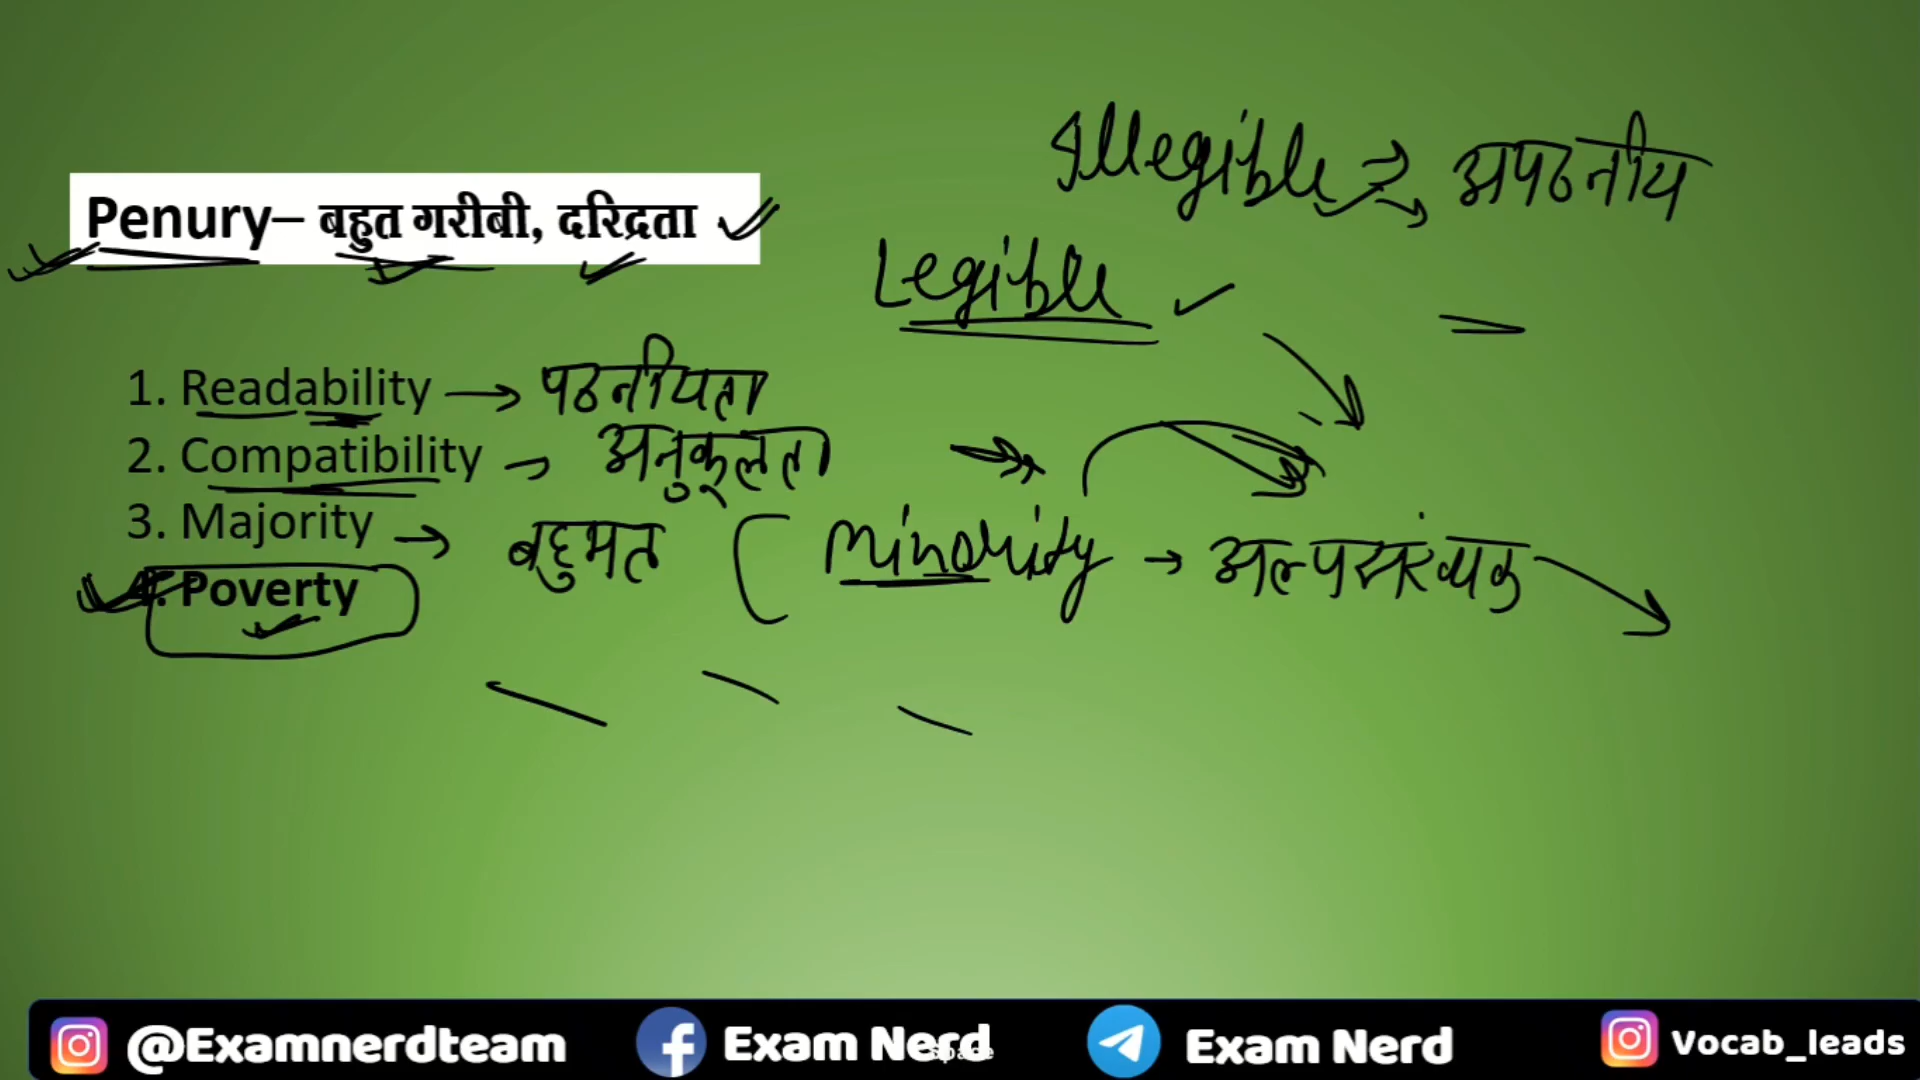 Illegible → अपठनीय
Penury– बहुत गरीबी, दरिद्रता
Legible
1. Readability → पठनीयता
2. Compatibility → अनुकूलता
3. Majority → बहुमत ( Minority → अल्पसंख्यक
4. Poverty
@Examnerdteam Exam Nerd Exam Nerd Vocab_leads
space